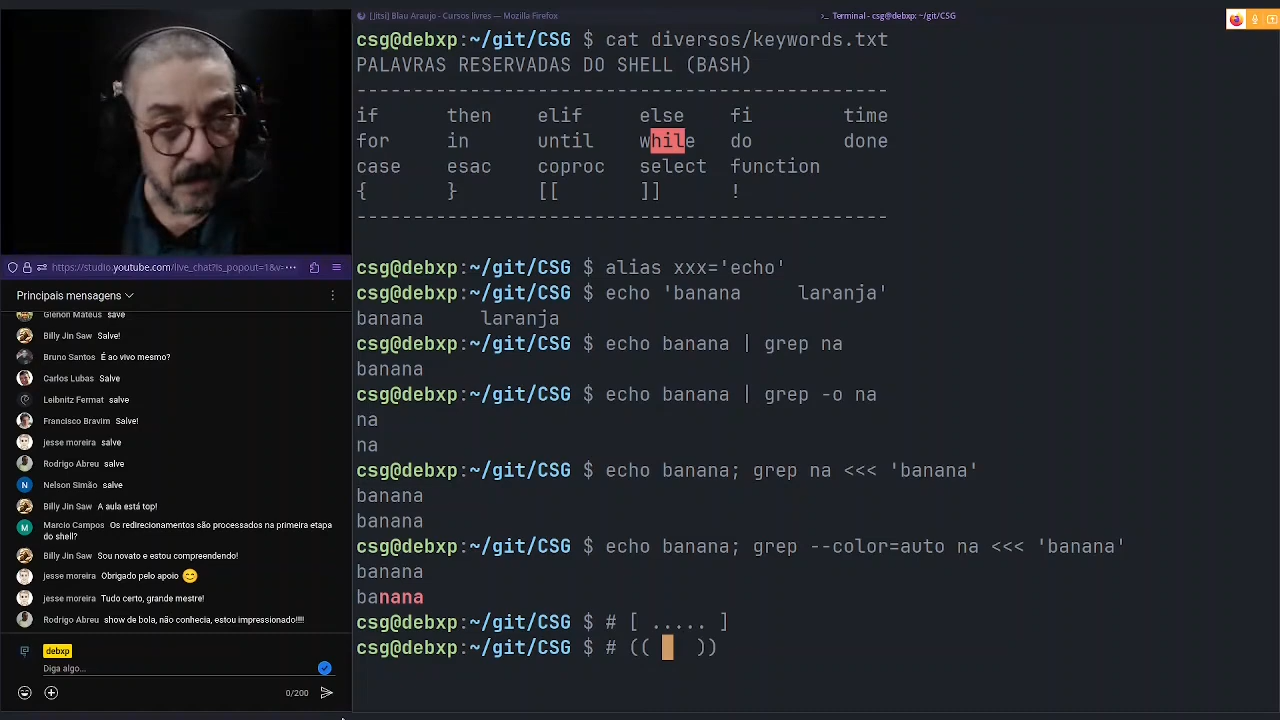 [Jitsi] Blau Araujo - Cursos livres — Mozilla Firefox
>_ Terminal - csg@debxp: ~/git/CSG
https://studio.youtube.com/live_chat?is_popout=1&v=···
Principais mensagens
Glenon Mateus salve
Billy Jin Saw Salve!
Bruno Santos É ao vivo mesmo?
Carlos Lubas Salve
Leibnitz Fermat salve
Francisco Bravim Salve!
jesse moreira salve
Rodrigo Abreu salve
N Nelson Simão salve
Billy Jin Saw A aula está top!
M Marcio Campos Os redirecionamentos são processados na primeira etapa
do shell?
Billy Jin Saw Sou novato e estou compreendendo!
jesse moreira Obrigado pelo apoio 😊
jesse moreira Tudo certo, grande mestre!
Rodrigo Abreu show de bola, não conhecia, estou impressionado!!!!
debxp
Diga algo...
0/200
csg@debxp:~/git/CSG $ cat diversos/keywords.txt
PALAVRAS RESERVADAS DO SHELL (BASH)
-----------------------------------------------
if then elif else fi time
for in until while do done
case esac coproc select function
{ } [[ ]] !
-----------------------------------------------
csg@debxp:~/git/CSG $ alias xxx='echo'
csg@debxp:~/git/CSG $ echo 'banana     laranja'
banana     laranja
csg@debxp:~/git/CSG $ echo banana | grep na
banana
csg@debxp:~/git/CSG $ echo banana | grep -o na
na
na
csg@debxp:~/git/CSG $ echo banana; grep na <<< 'banana'
banana
banana
csg@debxp:~/git/CSG $ echo banana; grep --color=auto na <<< 'banana'
banana
banana
csg@debxp:~/git/CSG $ # [ ..... ]
csg@debxp:~/git/CSG $ # ((     ))